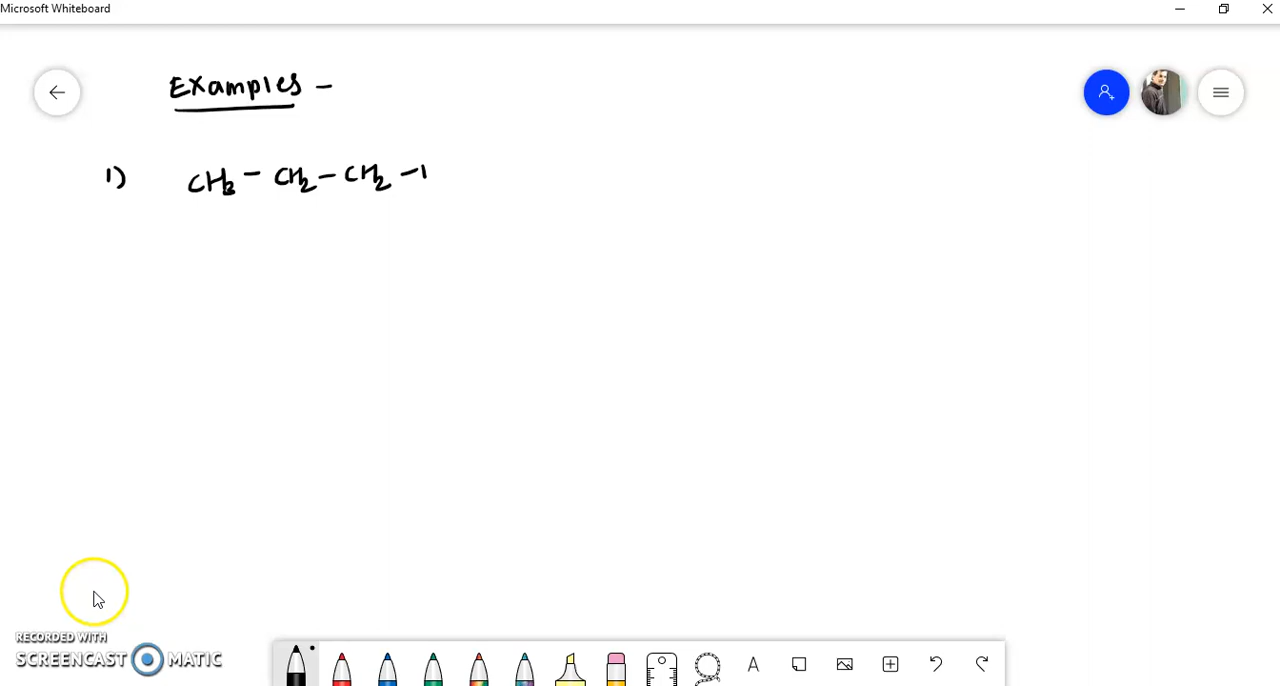 Microsoft Whiteboard
Examples –
1) CH3 – CH2 – CH2 – I
RECORDED WITH
SCREENCAST MATIC
A